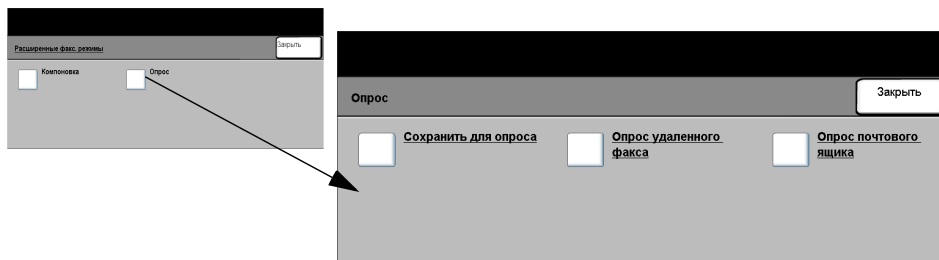 Расширенные факс. режимы
Закрыть
Компоновка
Опрос
Опрос
Закрыть
Сохранить для опроса
Опрос удаленного
факса
Опрос почтового
ящика